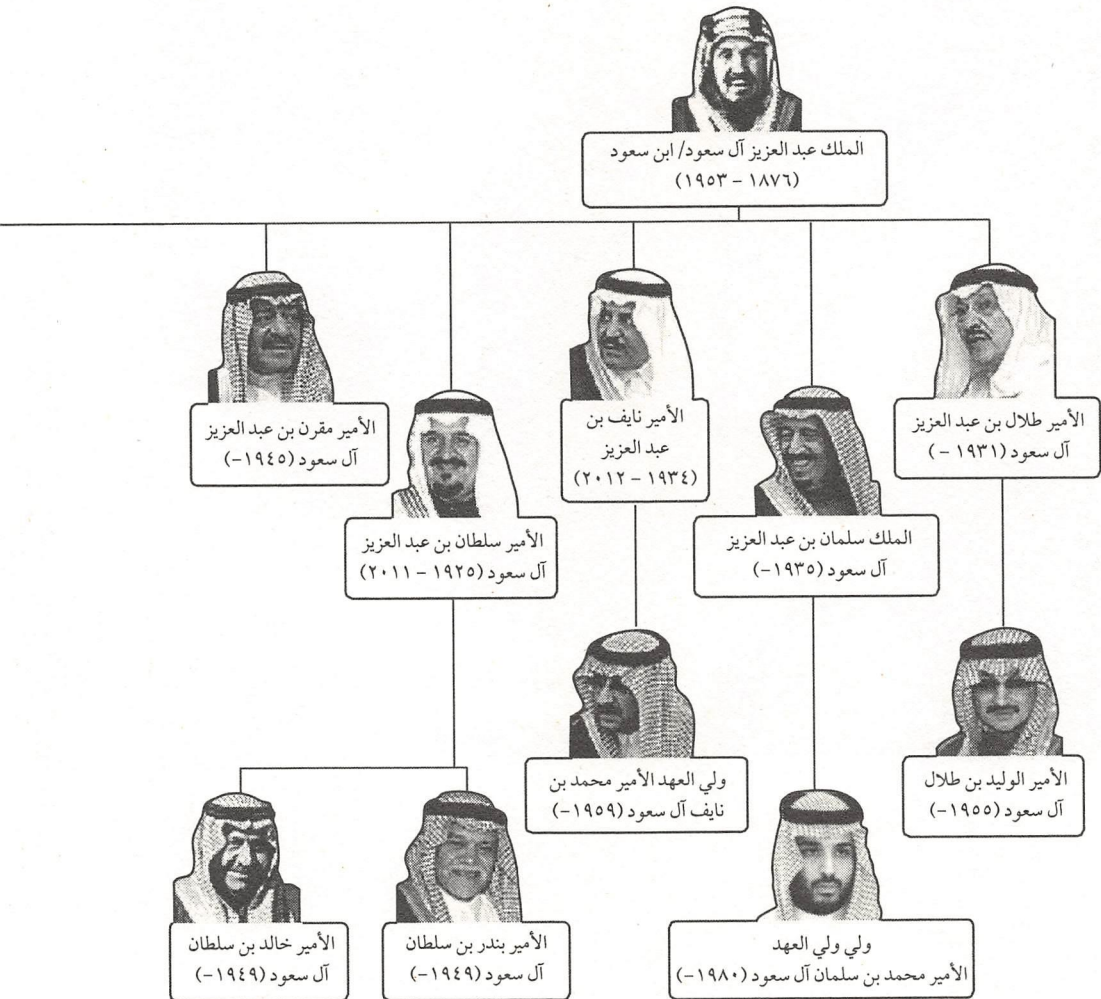 الملك عبد العزيز آل سعود/ ابن سعود
(١٨٧٦ – ١٩٥٣)
الأمير طلال بن عبد العزيز
آل سعود (١٩٣١ – )
الملك سلمان بن عبد العزيز
آل سعود (١٩٣٥–)
الأمير نايف بن
عبد العزيز
(١٩٣٤ – ٢٠١٢)
الأمير سلطان بن عبد العزيز
آل سعود (١٩٢٥ – ٢٠١١)
الأمير مقرن بن عبد العزيز
آل سعود (١٩٤٥–)
الأمير الوليد بن طلال
آل سعود (١٩٥٥–)
ولي ولي العهد
الأمير محمد بن سلمان آل سعود (١٩٨٠–)
ولي العهد الأمير محمد بن
نايف آل سعود (١٩٥٩–)
الأمير بندر بن سلطان
آل سعود (١٩٤٩–)
الأمير خالد بن سلطان
آل سعود (١٩٤٩–)